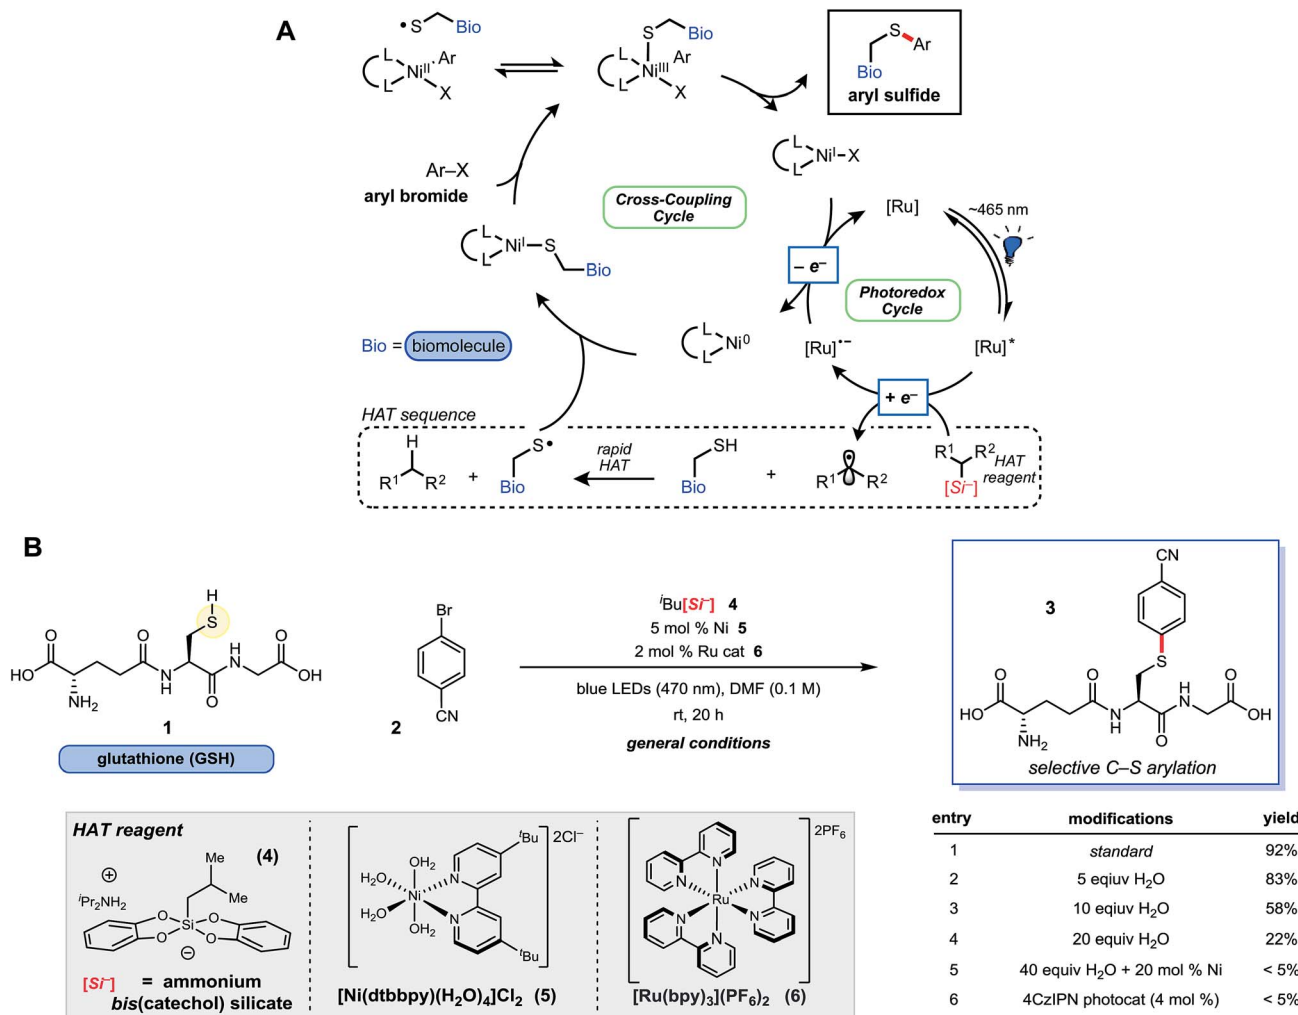 A
•S Bio
L Ni^II Ar
L X
S Bio
L Ni^III Ar
L X
S Ar
Bio
aryl sulfide
L Ni^I–X
L
Ar–X
aryl bromide
Cross-Coupling
Cycle
[Ru]
~465 nm
L Ni^I–S
L Bio
– e⁻
Photoredox
Cycle
Bio = biomolecule
L Ni^0
L
[Ru]•–
[Ru]*
+ e⁻
HAT sequence
H
R1 R2
+
S•
Bio
rapid
HAT
SH
Bio
+
R1 R2
R1 R2
[Si–]
HAT
reagent
B
H
S
O O O
HO N H N OH
NH2 H O
1
glutathione (GSH)
Br
CN
2
iBu[Si–] 4
5 mol % Ni 5
2 mol % Ru cat 6
blue LEDs (470 nm), DMF (0.1 M)
rt, 20 h
general conditions
CN
3
S
O O H O
HO N N OH
NH2 H O
selective C–S arylation
HAT reagent
(4)
Me
Me
⊕
iPr2NH2
O Si O
O O
⊖
[Si–] = ammonium
bis(catechol) silicate
2Cl–
tBu
OH2
H2O N
Ni
H2O N
OH2
tBu
[Ni(dtbbpy)(H2O)4]Cl2 (5)
2PF6
N
N N
Ru
N N
N
[Ru(bpy)3](PF6)2 (6)
entry modifications yield
1 standard 92%
2 5 eqiuv H2O 83%
3 10 eqiuv H2O 58%
4 20 equiv H2O 22%
5 40 equiv H2O + 20 mol % Ni < 5%
6 4CzIPN photocat (4 mol %) < 5%